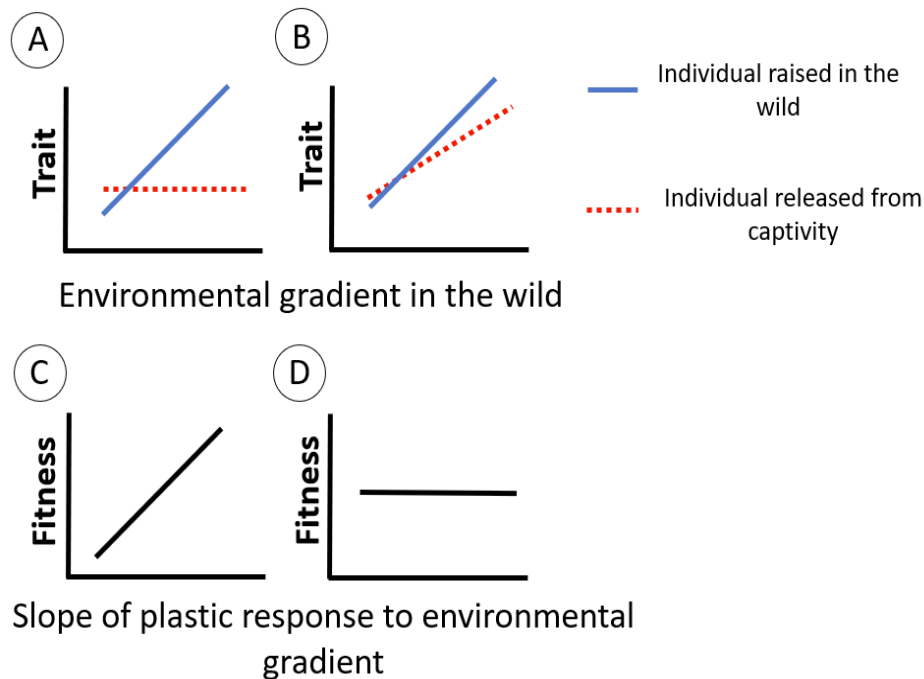 A
B
Trait
Trait
Individual raised in the
wild
Individual released from
captivity
Environmental gradient in the wild
C
D
Fitness
Fitness
Slope of plastic response to environmental
gradient